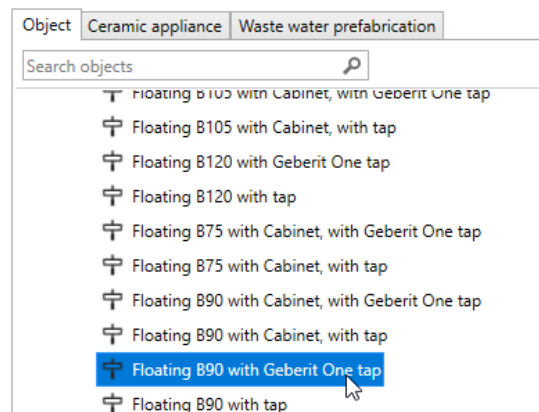 Object Ceramic appliance Waste water prefabrication
Search objects
Floating B105 with Cabinet, with Geberit One tap
Floating B105 with Cabinet, with tap
Floating B120 with Geberit One tap
Floating B120 with tap
Floating B75 with Cabinet, with Geberit One tap
Floating B75 with Cabinet, with tap
Floating B90 with Cabinet, with Geberit One tap
Floating B90 with Cabinet, with tap
Floating B90 with Geberit One tap
Floating B90 with tap